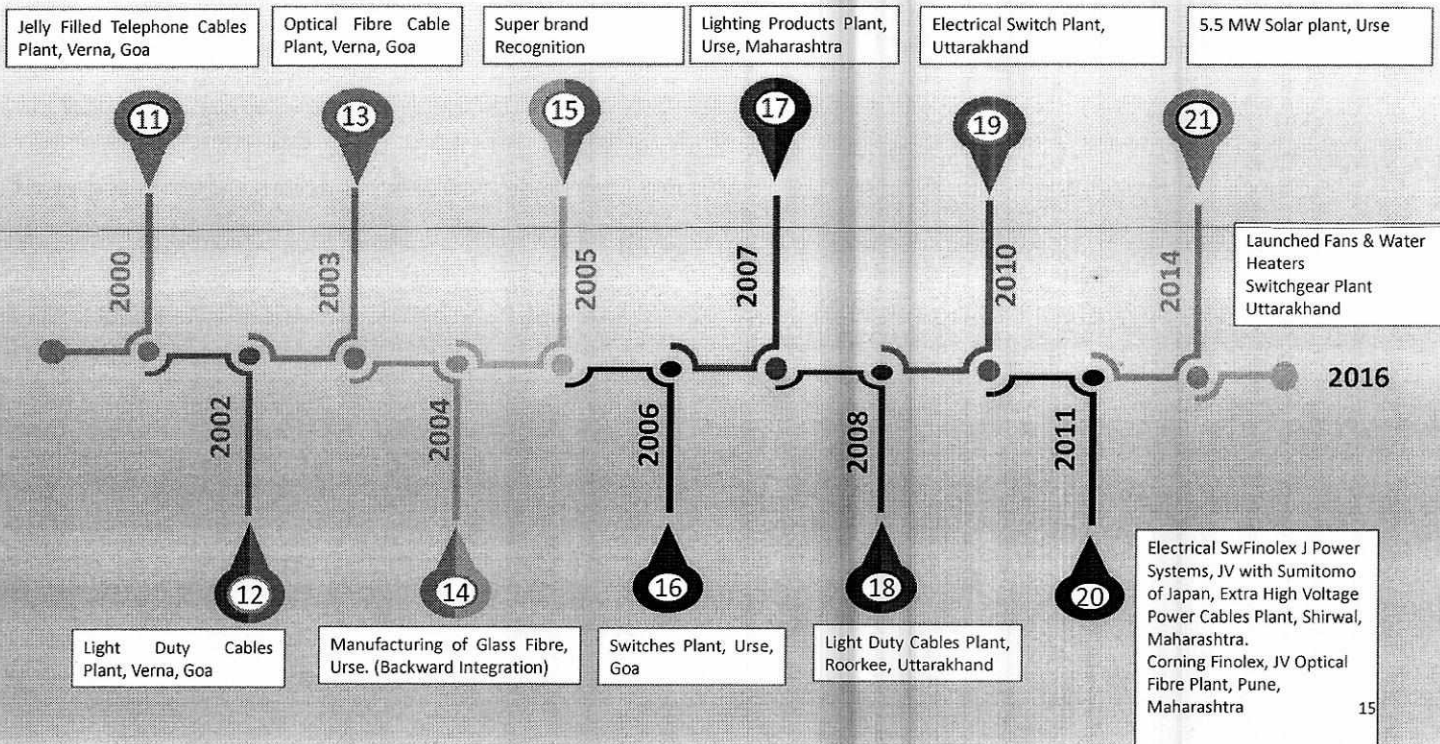 Jelly Filled Telephone Cables
Plant, Verna, Goa
Optical Fibre Cable
Plant, Verna, Goa
Super brand
Recognition
Lighting Products Plant,
Urse, Maharashtra
Electrical Switch Plant,
Uttarakhand
5.5 MW Solar plant, Urse
11
13
15
17
19
21
2000
2003
2005
2007
2010
2014
Launched Fans & Water
Heaters
Switchgear Plant
Uttarakhand
2016
2002
2004
2006
2008
2011
12
14
16
18
20
Light Duty Cables
Plant, Verna, Goa
Manufacturing of Glass Fibre,
Urse. (Backward Integration)
Switches Plant, Urse,
Goa
Light Duty Cables Plant,
Roorkee, Uttarakhand
Electrical SwFinolex J Power
Systems, JV with Sumitomo
of Japan, Extra High Voltage
Power Cables Plant, Shirwal,
Maharashtra.
Corning Finolex, JV Optical
Fibre Plant, Pune,
Maharashtra
15